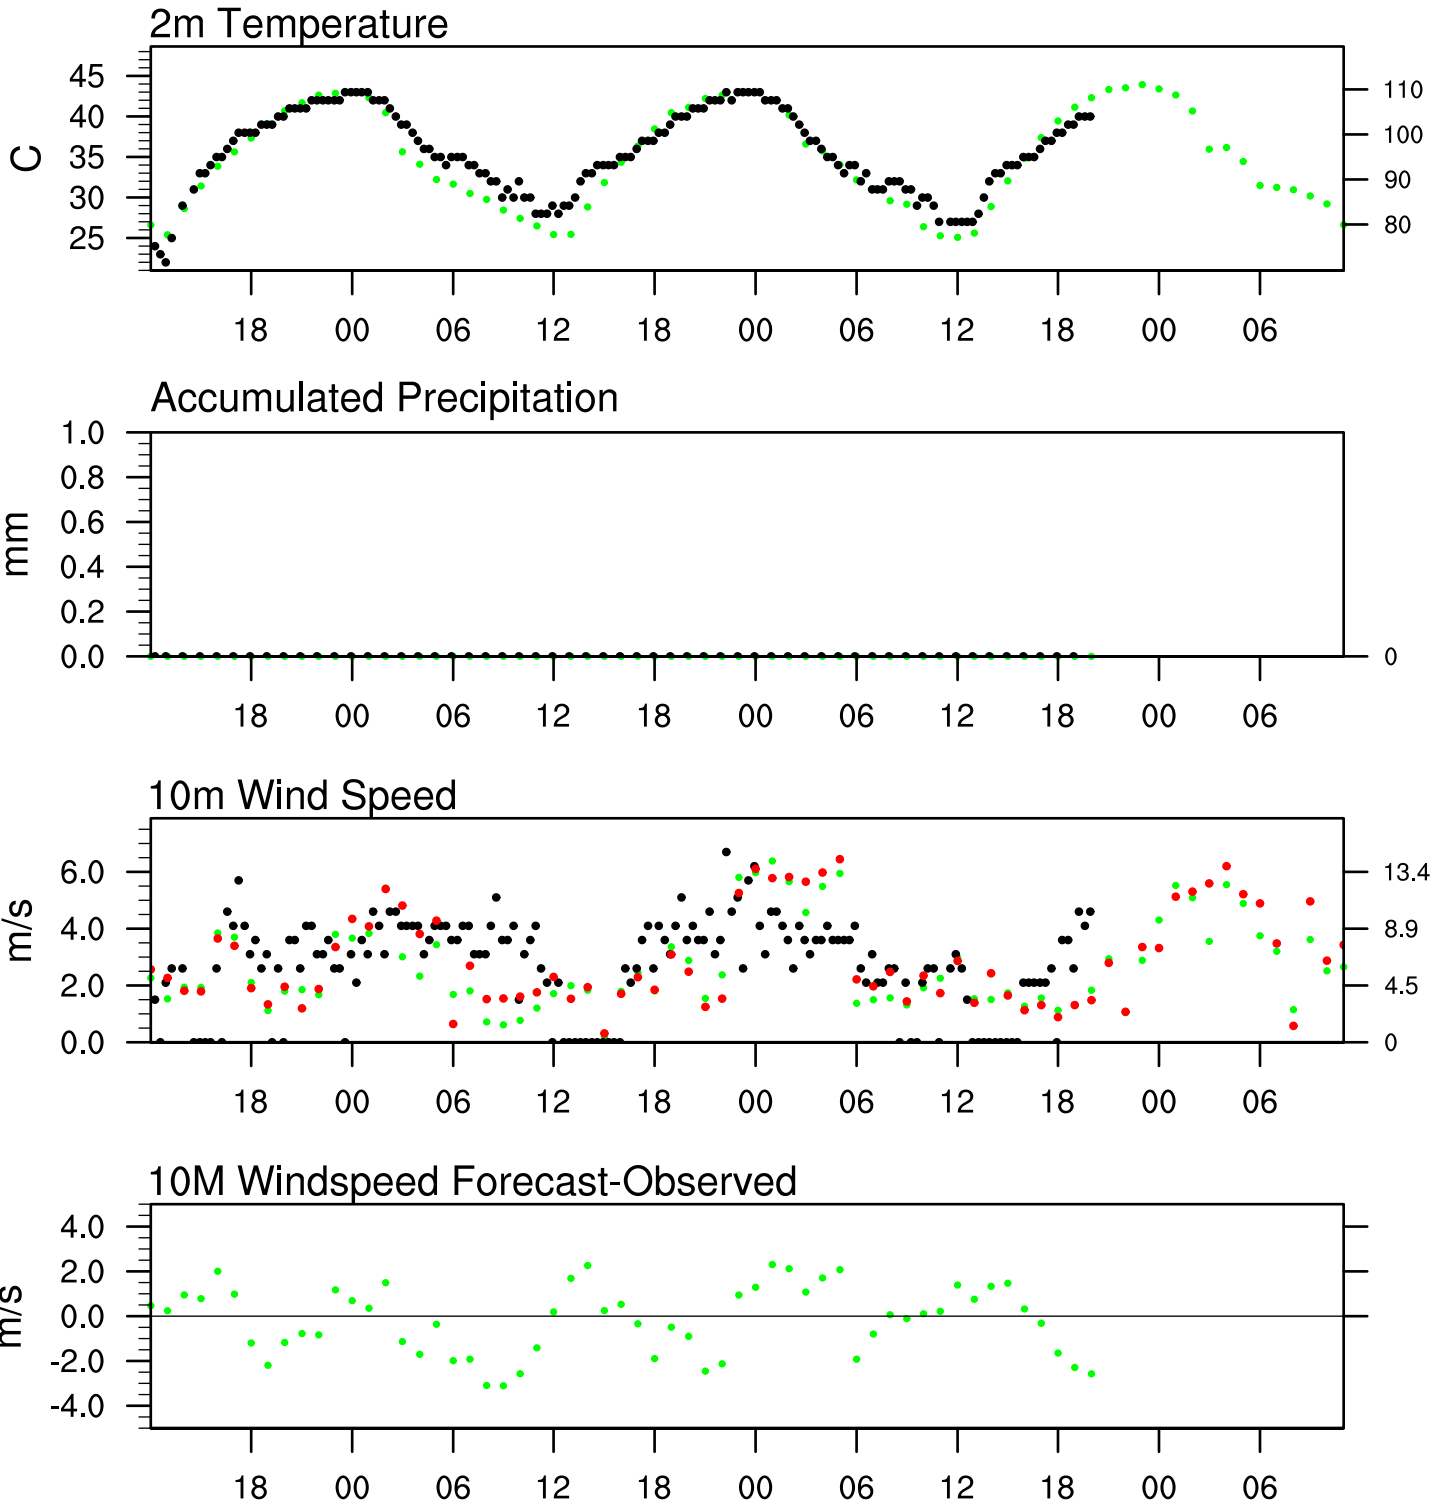 2m Temperature
C
45
40
35
30
25
110
100
90
80
18 00 06 12 18 00 06 12 18 00 06
Accumulated Precipitation
mm
1.0
0.8
0.6
0.4
0.2
0.0
0
18 00 06 12 18 00 06 12 18 00 06
10m Wind Speed
m/s
6.0
4.0
2.0
0.0
13.4
8.9
4.5
0
18 00 06 12 18 00 06 12 18 00 06
10M Windspeed Forecast-Observed
m/s
4.0
2.0
0.0
-2.0
-4.0
18 00 06 12 18 00 06 12 18 00 06